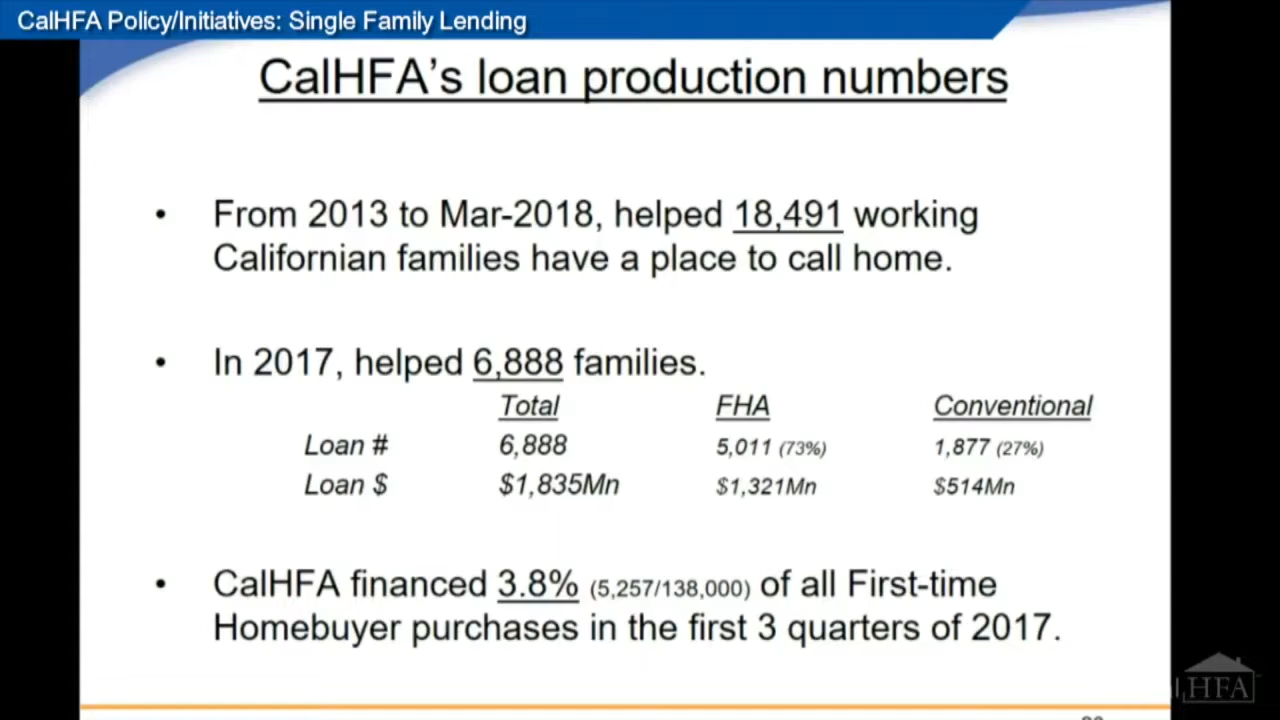 CalHFA Policy/Initiatives: Single Family Lending
CalHFA's loan production numbers
• From 2013 to Mar-2018, helped 18,491 working
Californian families have a place to call home.
• In 2017, helped 6,888 families.
Total FHA Conventional
Loan # 6,888 5,011 (73%) 1,877 (27%)
Loan $ $1,835Mn $1,321Mn $514Mn
• CalHFA financed 3.8% (5,257/138,000) of all First-time
Homebuyer purchases in the first 3 quarters of 2017.
HFA